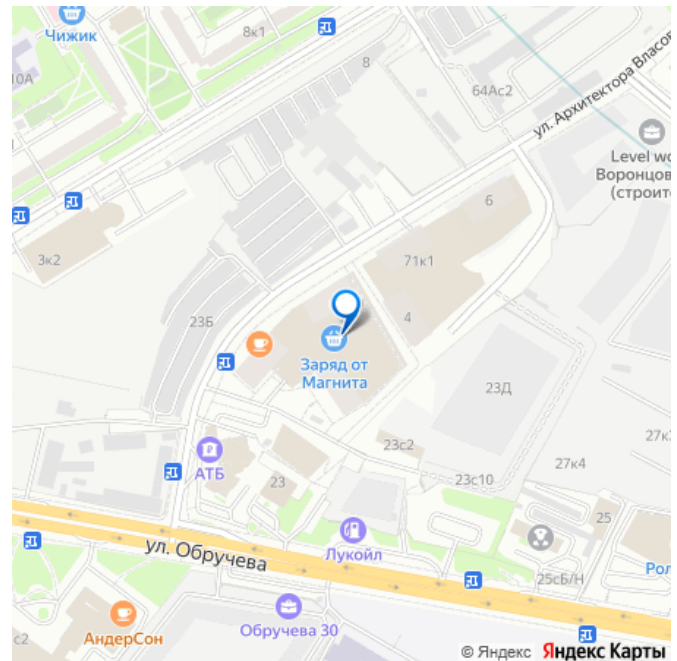 Чижик
8к1
10А
8
64Ас2
ул. Архитектора Власов
Level wo
Воронцов
(строите
6
3к2
71к1
4
23Б
Заряд от
Магнита
23Д
АТБ
23с2
23с10
27к4
27к
23
25
Лукойл
ул. Обручева
25сБ/Н
Рол
с2
АндерСон
Обручева 30
© Яндекс Яндекс Карты